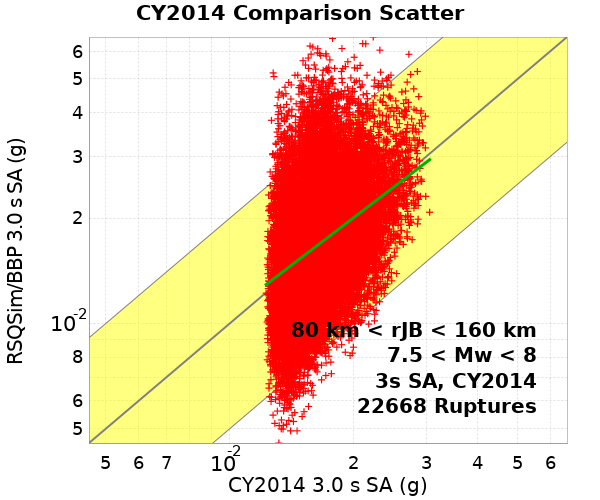 CY2014 Comparison Scatter
RSQSim/BBP 3.0 s SA (g)
6
5
4
3
2
10-2
8
7
6
5
80 km < rJB < 160 km
7.5 < Mw < 8
3s SA, CY2014
22668 Ruptures
5 6 7 10-2 2 3 4 5 6
CY2014 3.0 s SA (g)